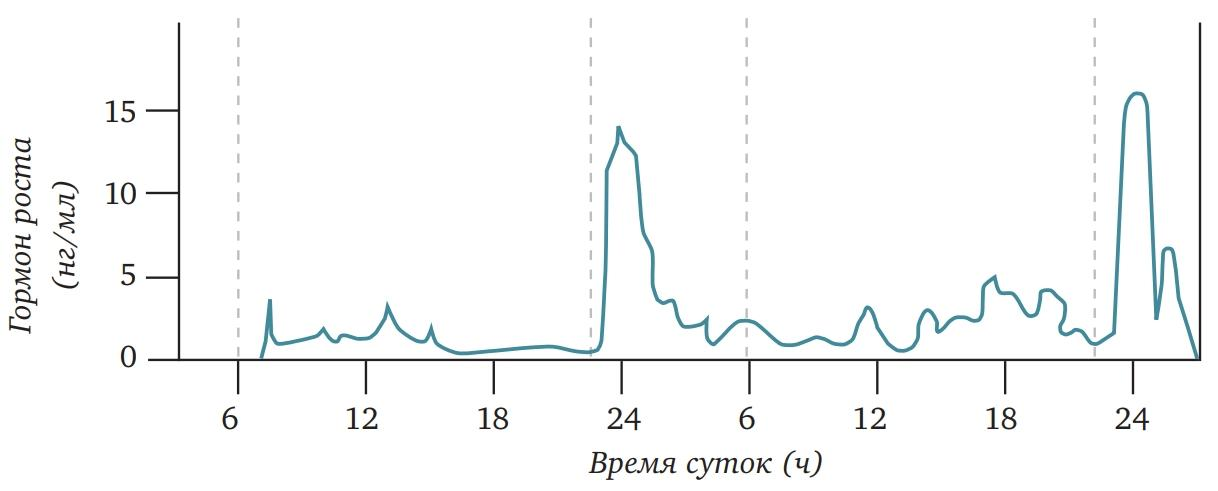 Гормон роста
(нг/мл)
15
10
5
0
6 12 18 24 6 12 18 24
Время суток (ч)